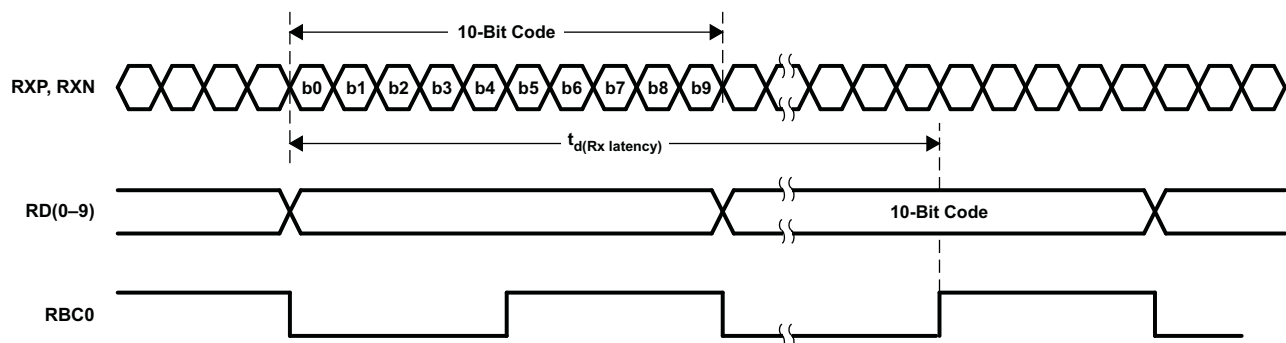 10-Bit Code
RXP, RXN
b0 b1 b2 b3 b4 b5 b6 b7 b8 b9
td(Rx latency)
RD(0–9)
10-Bit Code
RBC0